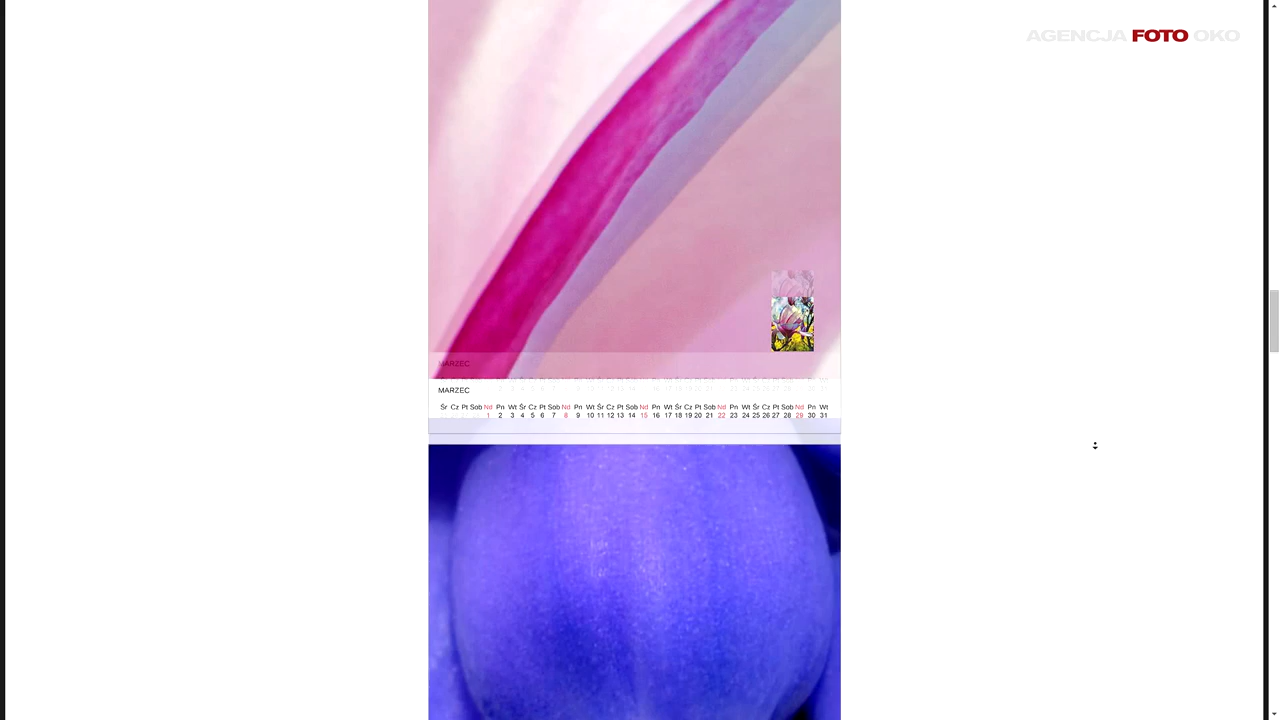 AGENCJA FOTO OKO
MARZEC
MARZEC
Śr Cz Pt Sob Nd Pn Wt Śr Cz Pt Sob Nd Pn Wt Śr Cz Pt Sob Nd Pn Wt Śr Cz Pt Sob Nd Pn Wt Śr Cz Pt Sob Nd Pn Wt
1 2 3 4 5 6 7 8 9 10 11 12 13 14 15 16 17 18 19 20 21 22 23 24 25 26 27 28 29 30 31